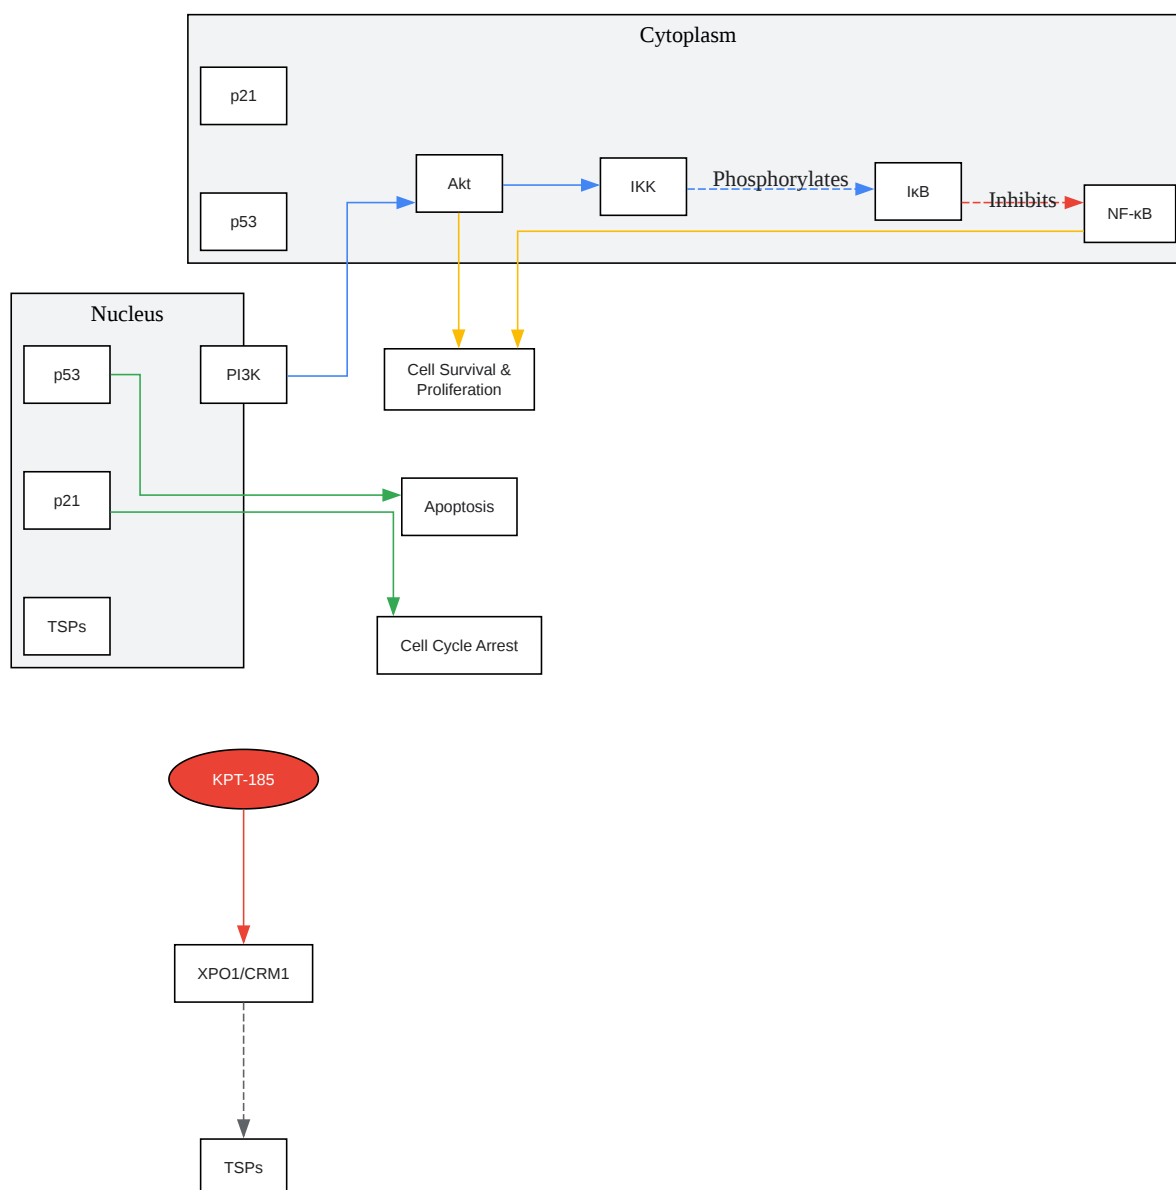 Cytoplasm
p21
Akt
IKK
Phosphorylates
IκB
Inhibits
NF-κB
p53
Nucleus
p53
PI3K
Cell Survival &
Proliferation
p21
Apoptosis
TSPs
Cell Cycle Arrest
KPT-185
XPO1/CRM1
TSPs